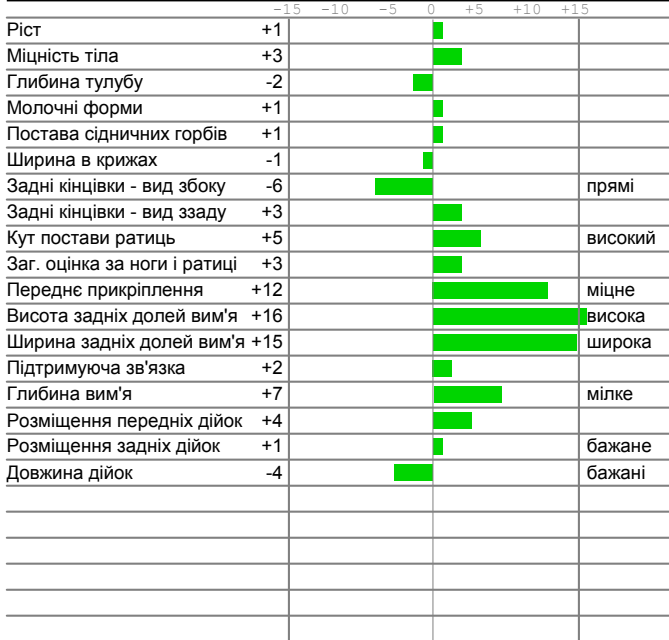 -15 -10 -5 0 +5 +10 +15
Ріст +1
Міцність тіла +3
Глибина тулубу -2
Молочні форми +1
Постава сідничних горбів +1
Ширина в крижах -1
Задні кінцівки - вид збоку -6 прямі
Задні кінцівки - вид ззаду +3
Кут постави ратиць +5 високий
Заг. оцінка за ноги і ратиці +3
Переднє прикріплення +12 міцне
Висота задніх долей вим'я +16 висока
Ширина задніх долей вим'я +15 широка
Підтримуюча зв'язка +2
Глибина вим'я +7 мілке
Розміщення передніх дійок +4
Розміщення задніх дійок +1 бажане
Довжина дійок -4 бажані